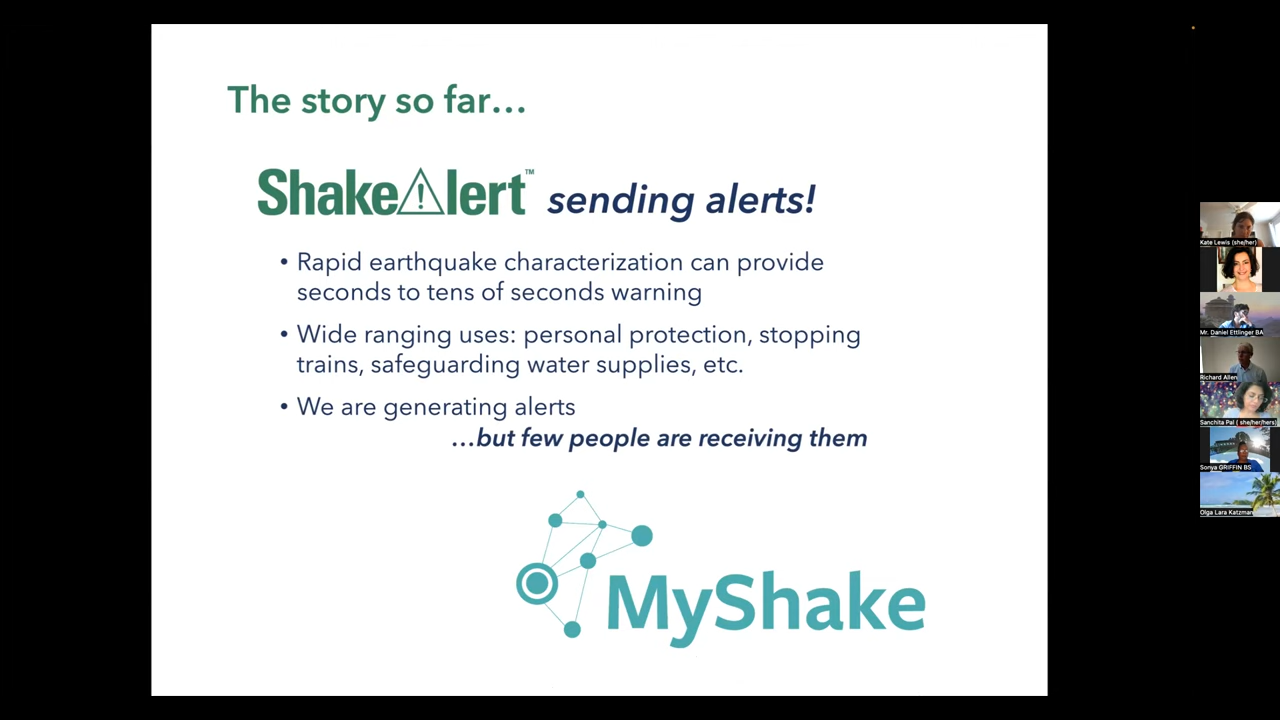 The story so far…
ShakeAlert™ sending alerts!
• Rapid earthquake characterization can provide
seconds to tens of seconds warning
• Wide ranging uses: personal protection, stopping
trains, safeguarding water supplies, etc.
• We are generating alerts
…but few people are receiving them
MyShake
Kate Lewis (she/her)
Mr. Daniel Ettlinger BA
Richard Allen
Sanchita Pal ( she/her/hers)
Sonya GRIFFIN BS
Olga Lara Katzman